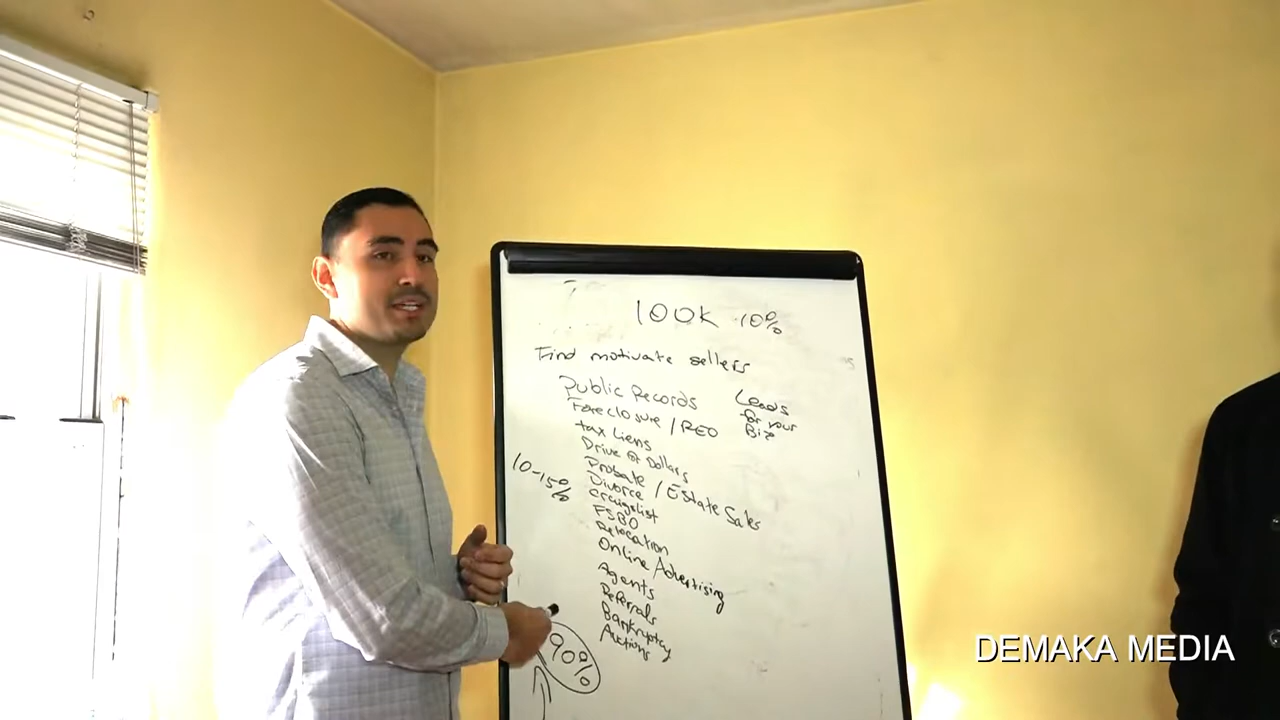 100K 10%
Find motivate sellers
Public Records
Leads
for your
Biz
Foreclosure / REO
tax Liens
Drive 4 Dollars
10-15%
Probate / Estate Sales
Divorce
craigslist
FSBO
Relocation
Online Advertising
Agents
Referrals
Bankruptcy
Auctions
90%
DEMAKA MEDIA